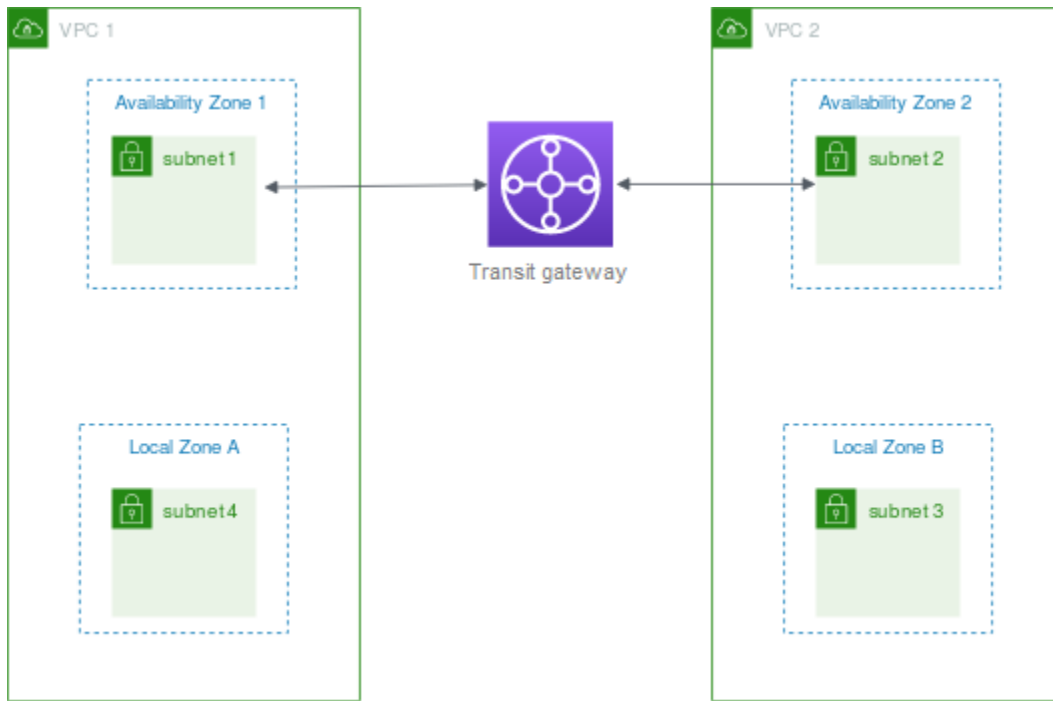 VPC 1
Availability Zone 1
subnet 1
Local Zone A
subnet 4
Transit gateway
VPC 2
Availability Zone 2
subnet 2
Local Zone B
subnet 3